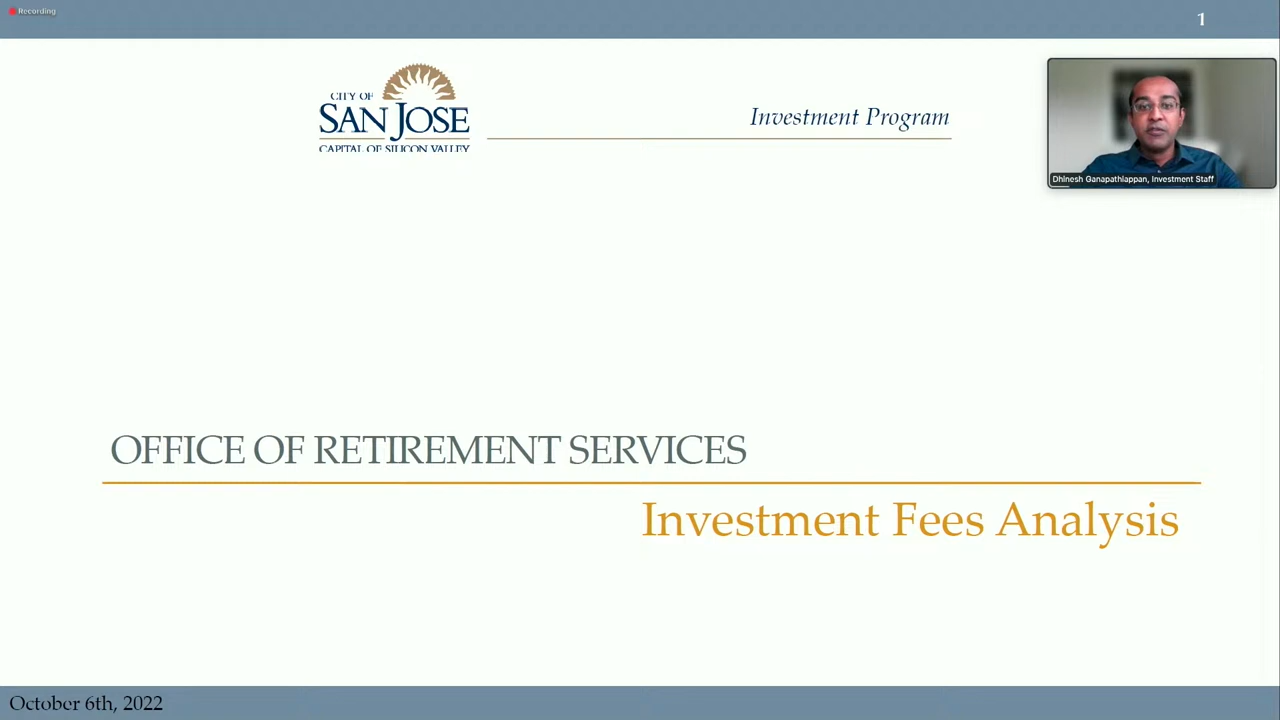 Recording
1
CITY OF
SAN JOSE
CAPITAL OF SILICON VALLEY
Investment Program
Dhinesh Ganapathiappan, Investment Staff
OFFICE OF RETIREMENT SERVICES
Investment Fees Analysis
October 6th, 2022